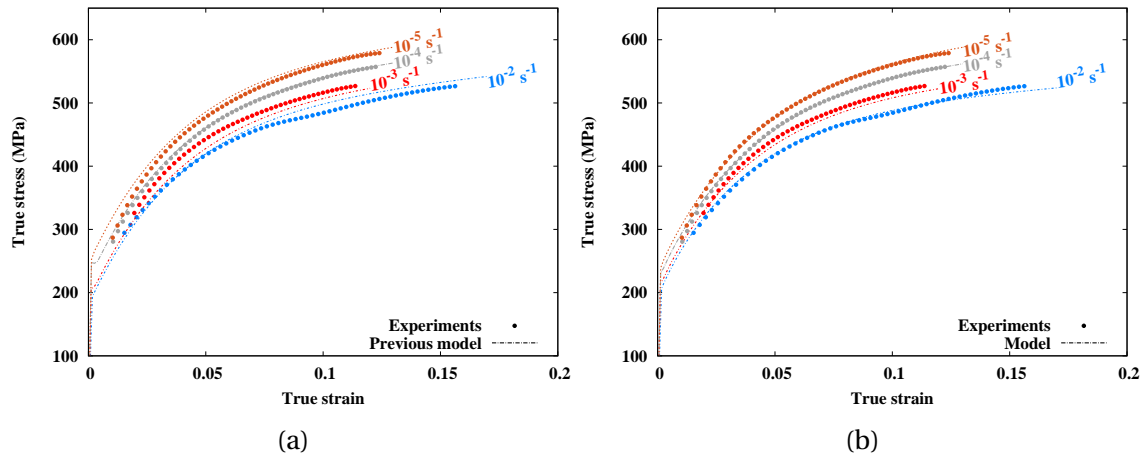 600
500
400
300
200
100
0
0.05
0.1
0.15
0.2
True stress (MPa)
True strain
10-5 s-1
10-4 s-1
10-3 s-1
10-2 s-1
Experiments
Previous model
(a)
600
500
400
300
200
100
0
0.05
0.1
0.15
0.2
True stress (MPa)
True strain
10-5 s-1
10-4 s-1
10-3 s-1
10-2 s-1
Experiments
Model
(b)